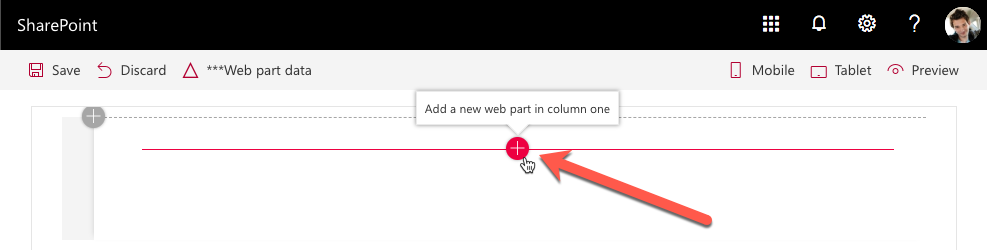 SharePoint
?
Save Discard ***Web part data Mobile Tablet Preview
Add a new web part in column one